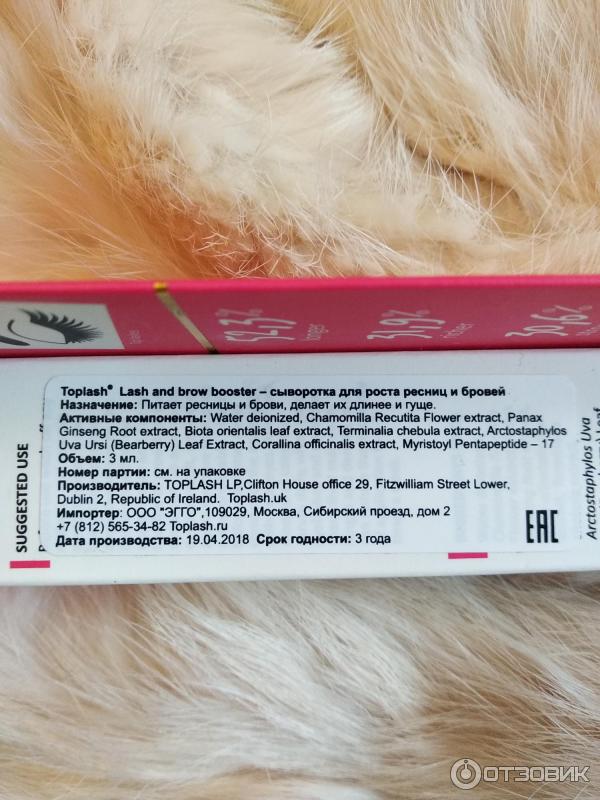 52,3%
longer
31,9%
thicker
30,6%
SUGGESTED USE
Toplash® Lash and brow booster – сыворотка для роста ресниц и бровей
Назначение: Питает ресницы и брови, делает их длинее и гуще.
Активные компоненты: Water deionized, Chamomilla Recutita Flower extract, Panax
Ginseng Root extract, Biota orientalis leaf extract, Terminalia chebula extract, Arctostaphylos
Uva Ursi (Bearberry) Leaf Extract, Corallina officinalis extract, Myristoyl Pentapeptide – 17
Объем: 3 мл.
Номер партии: см. на упаковке
Производитель: TOPLASH LP,Clifton House office 29, Fitzwilliam Street Lower,
Dublin 2, Republic of Ireland. Toplash.uk
Импортер: ООО "ЭГГО",109029, Москва, Сибирский проезд, дом 2
+7 (812) 565-34-82 Toplash.ru
Дата производства: 19.04.2018 Срок годности: 3 года
EAC
Arctostaphylos Uva
Leaf
ОТЗОВИК